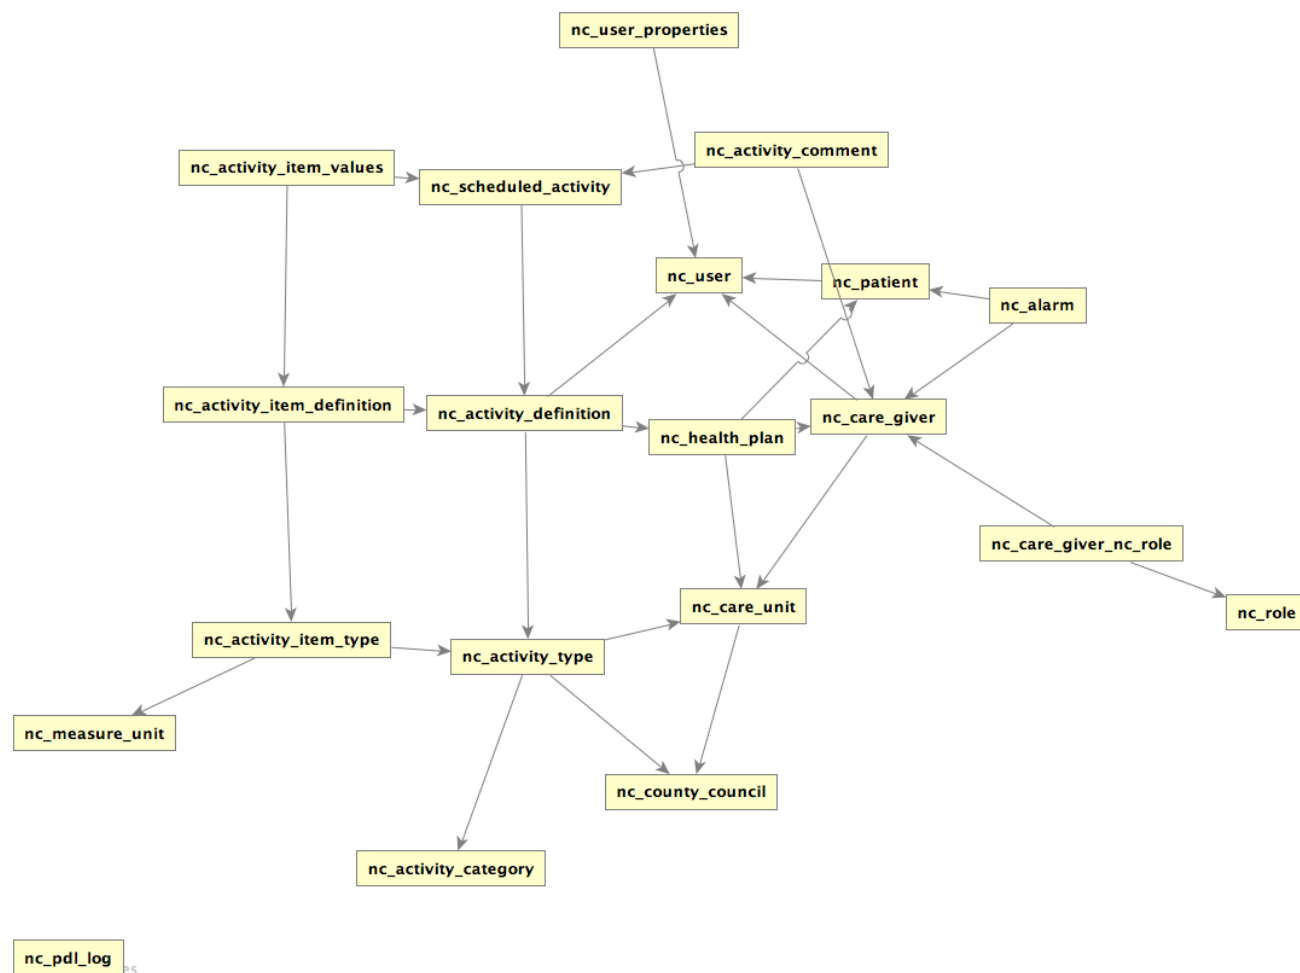 nc_user_properties
nc_activity_comment
nc_activity_item_values
nc_scheduled_activity
nc_user
nc_patient
nc_alarm
nc_activity_item_definition
nc_activity_definition
nc_care_giver
nc_health_plan
nc_care_giver_nc_role
nc_care_unit
nc_role
nc_activity_item_type
nc_activity_type
nc_measure_unit
nc_county_council
nc_activity_category
nc_pdl_log